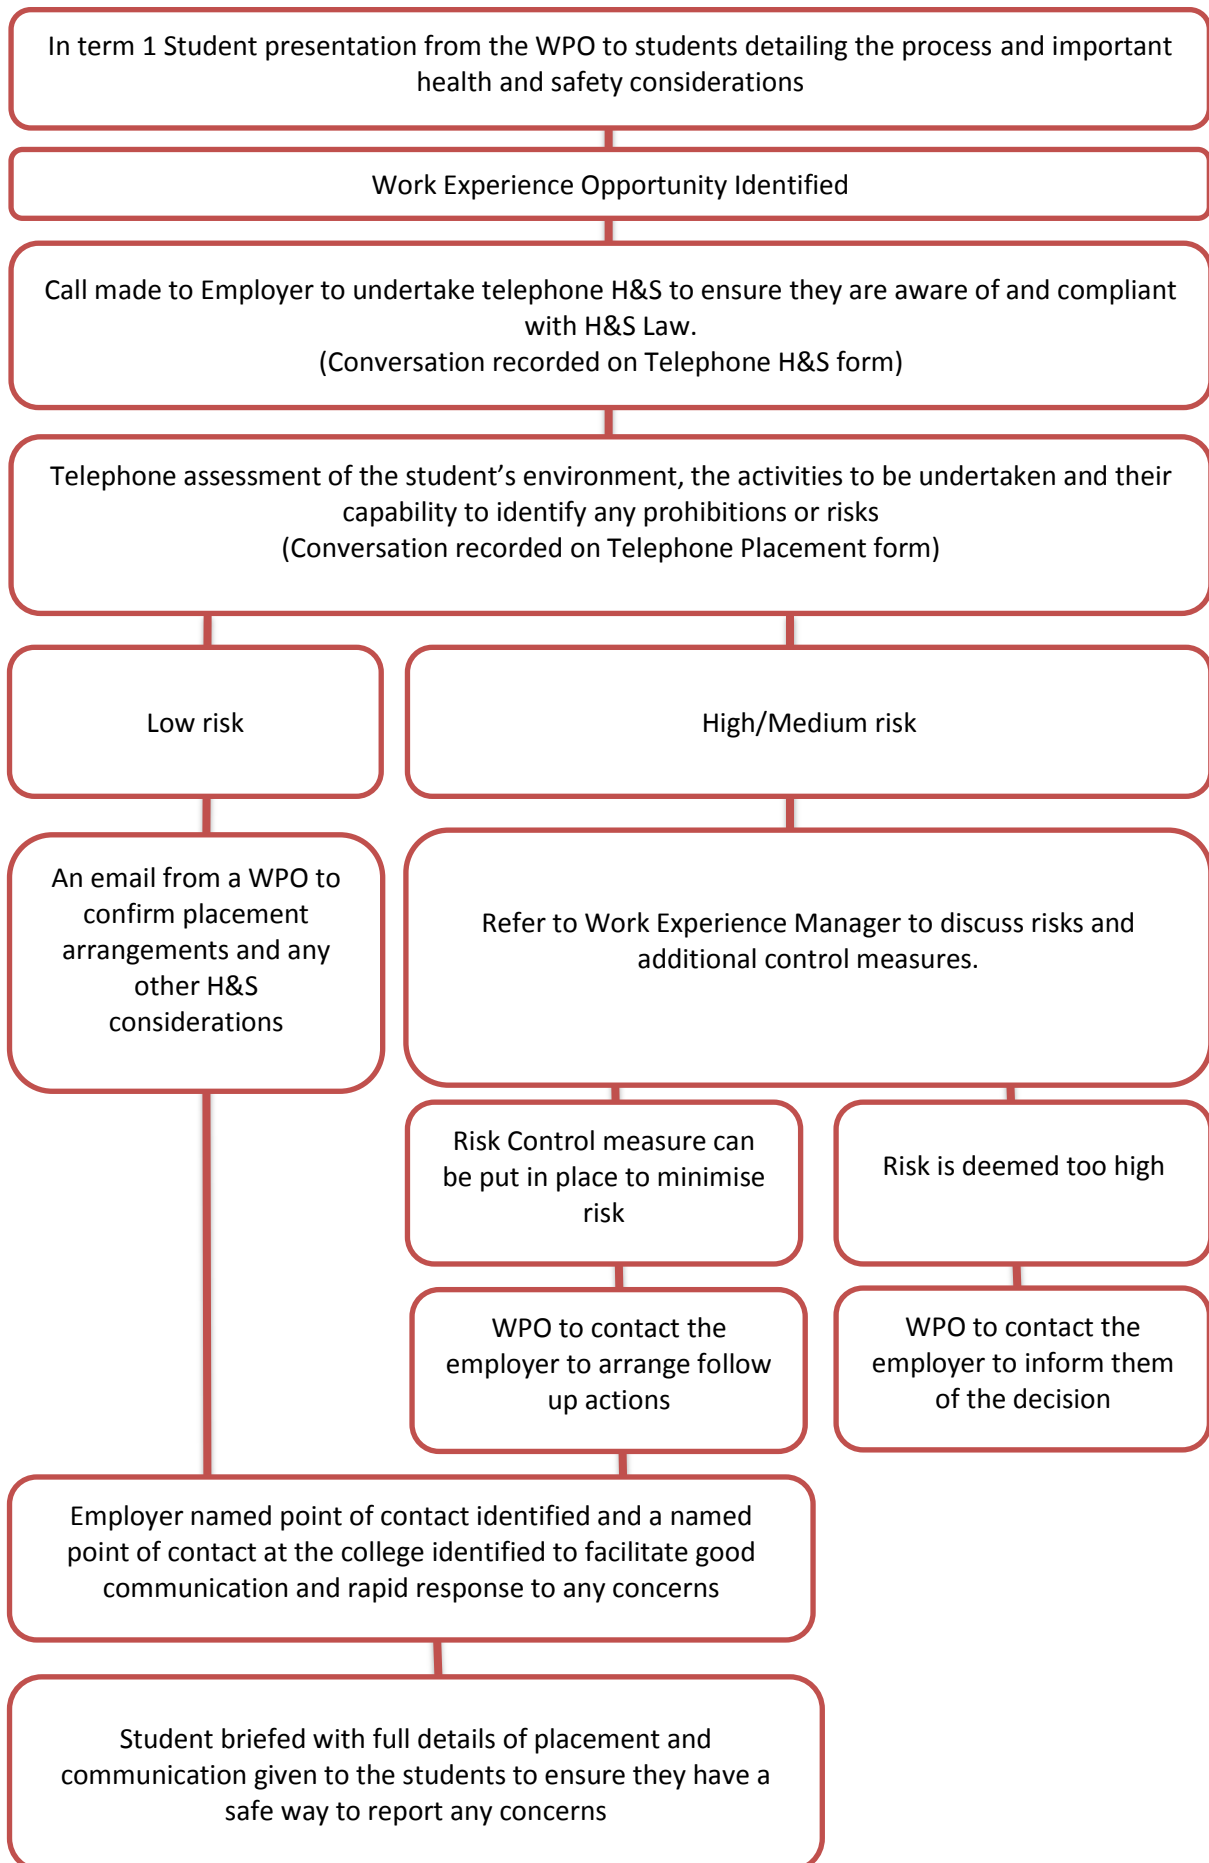 In term 1 Student presentation from the WPO to students detailing the process and important
health and safety considerations
Work Experience Opportunity Identified
Call made to Employer to undertake telephone H&S to ensure they are aware of and compliant
with H&S Law.
(Conversation recorded on Telephone H&S form)
Telephone assessment of the student’s environment, the activities to be undertaken and their
capability to identify any prohibitions or risks
(Conversation recorded on Telephone Placement form)
Low risk
High/Medium risk
An email from a WPO to
confirm placement
arrangements and any
other H&S
considerations
Refer to Work Experience Manager to discuss risks and
additional control measures.
Risk Control measure can
be put in place to minimise
risk
Risk is deemed too high
WPO to contact the
employer to arrange follow
up actions
WPO to contact the
employer to inform them
of the decision
Employer named point of contact identified and a named
point of contact at the college identified to facilitate good
communication and rapid response to any concerns
Student briefed with full details of placement and
communication given to the students to ensure they have a
safe way to report any concerns